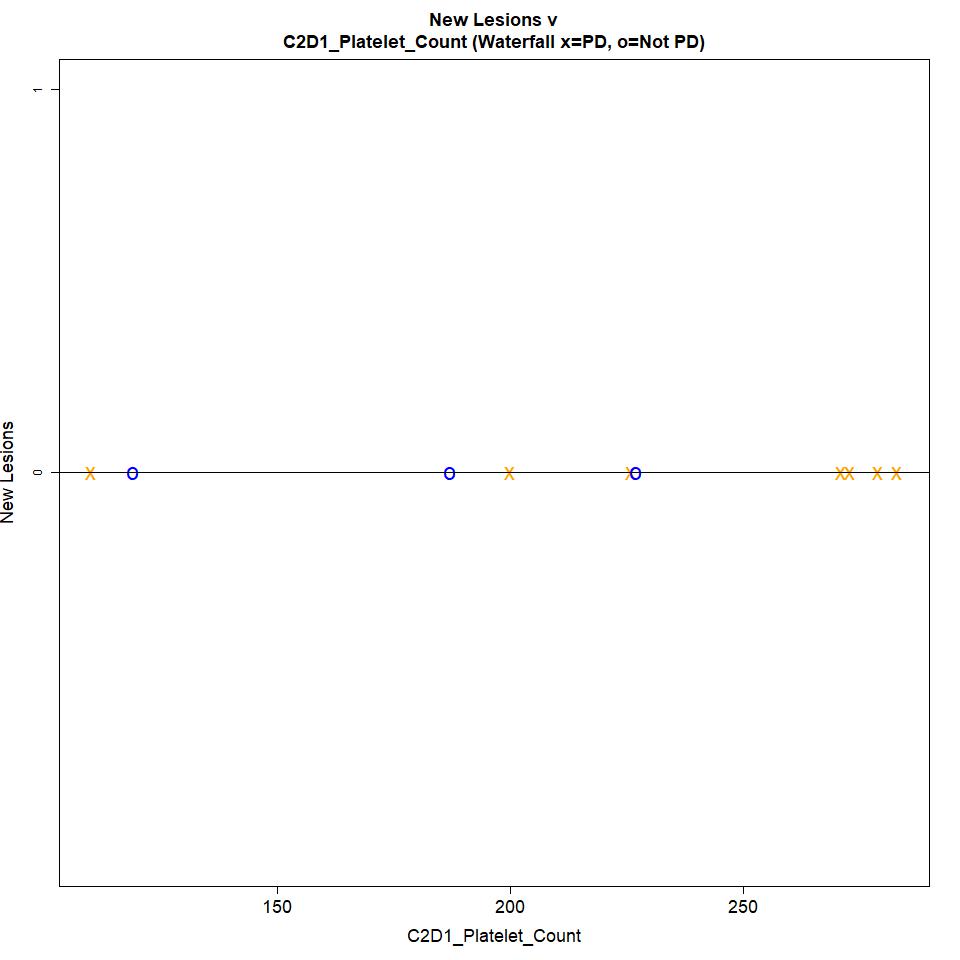 New Lesions v
C2D1_Platelet_Count (Waterfall x=PD, o=Not PD)
1
0
New Lesions
x o o x x o x x x x
150 200 250
C2D1_Platelet_Count